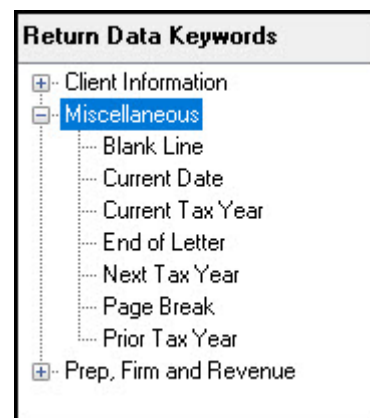 Return Data Keywords
Client Information
Miscellaneous
Blank Line
Current Date
Current Tax Year
End of Letter
Next Tax Year
Page Break
Prior Tax Year
Prep, Firm and Revenue